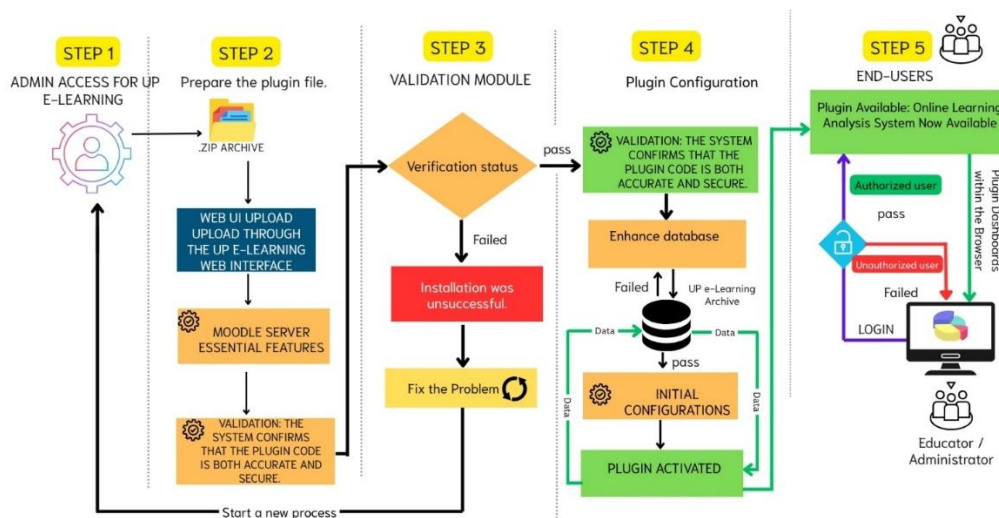 STEP 1
ADMIN ACCESS FOR UP
E-LEARNING
STEP 2
Prepare the plugin file.
.ZIP ARCHIVE
WEB UI UPLOAD
UPLOAD THROUGH
THE UP E-LEARNING
WEB INTERFACE
MOODLE SERVER
ESSENTIAL FEATURES
VALIDATION: THE
SYSTEM CONFIRMS
THAT THE PLUGIN CODE
IS BOTH ACCURATE AND
SECURE.
STEP 3
VALIDATION MODULE
Verification status
pass
Failed
Installation was
unsuccessful.
Fix the Problem
Start a new process
STEP 4
Plugin Configuration
VALIDATION: THE SYSTEM
CONFIRMS THAT THE
PLUGIN CODE IS BOTH
ACCURATE AND SECURE.
Enhance database
Failed
UP e-Learning
Archive
Data
Data
pass
Data
Data
INITIAL
CONFIGURATIONS
PLUGIN ACTIVATED
STEP 5
END-USERS
Plugin Available: Online Learning
Analysis System Now Available
Authorized user
pass
Unauthorized user
Failed
LOGIN
Plugin Dashboards
within the Browser
Educator /
Administrator